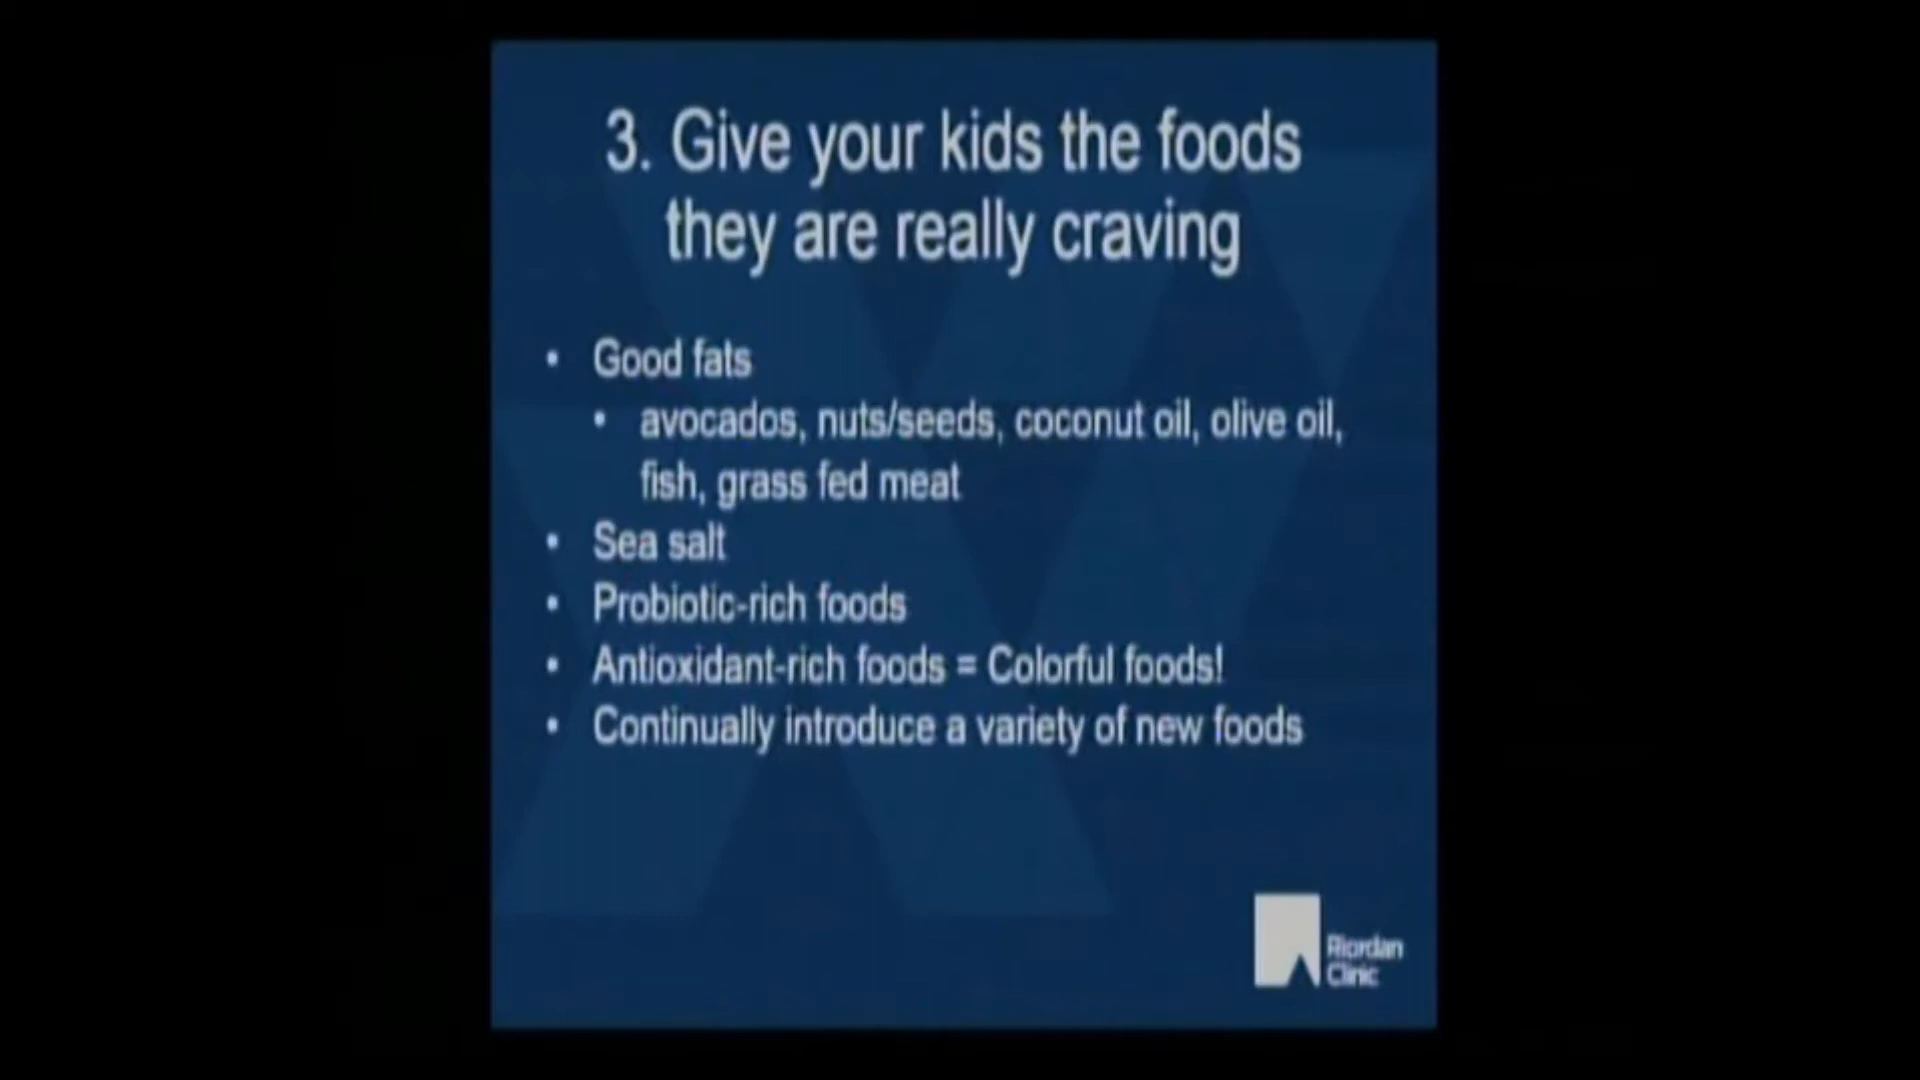 3. Give your kids the foods
they are really craving
• Good fats
• avocados, nuts/seeds, coconut oil, olive oil,
fish, grass fed meat
• Sea salt
• Probiotic-rich foods
• Antioxidant-rich foods = Colorful foods!
• Continually introduce a variety of new foods
Riordan
Clinic